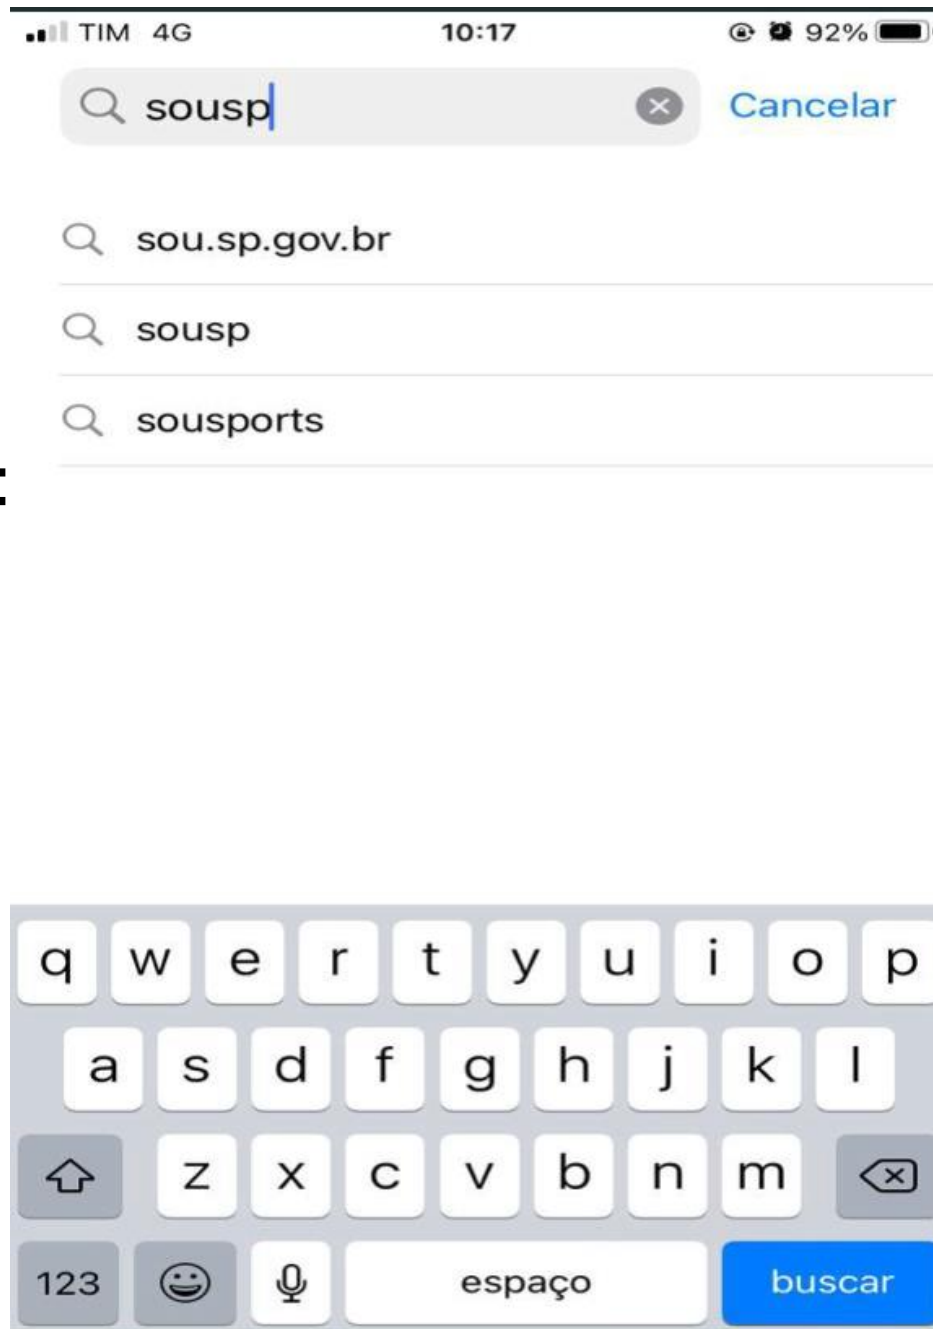 TIM 4G 10:17 92%
sousp Cancelar
sou.sp.gov.br
sousp
sousports
:
q w e r t y u i o p
a s d f g h j k l
z x c v b n m
123 espaço buscar